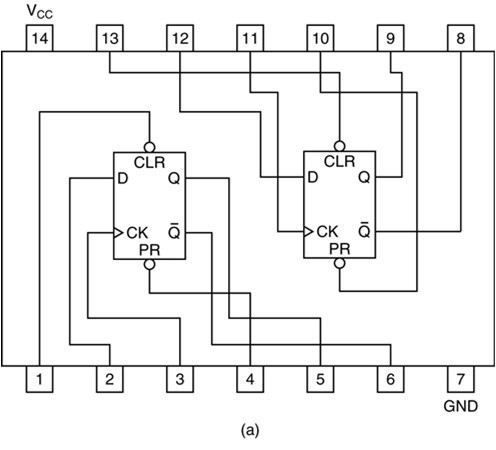 V_CC
14 13 12 11 10 9 8
CLR CLR
D Q D Q
CK Q̅ CK Q̅
PR PR
1 2 3 4 5 6 7
GND
(a)